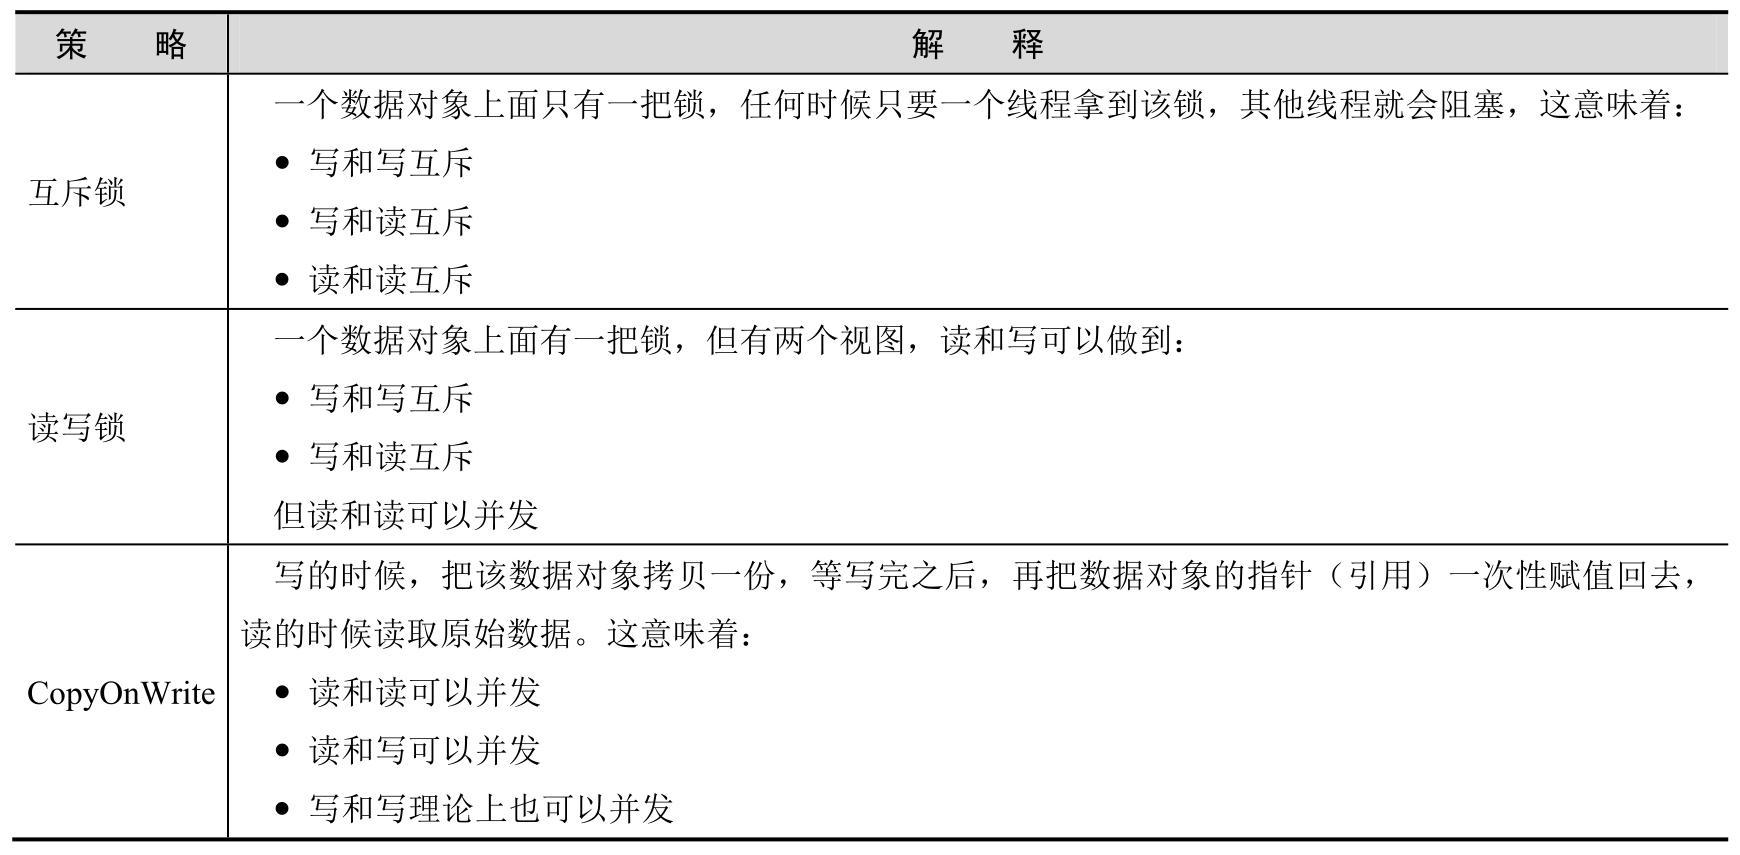 策 略 解 释
互斥锁
一个数据对象上面只有一把锁，任何时候只要一个线程拿到该锁，其他线程就会阻塞，这意味着：
● 写和写互斥
● 写和读互斥
● 读和读互斥
读写锁
一个数据对象上面有一把锁，但有两个视图，读和写可以做到：
● 写和写互斥
● 写和读互斥
但读和读可以并发
CopyOnWrite
写的时候，把该数据对象拷贝一份，等写完之后，再把数据对象的指针（引用）一次性赋值回去，
读的时候读取原始数据。这意味着：
● 读和读可以并发
● 读和写可以并发
● 写和写理论上也可以并发